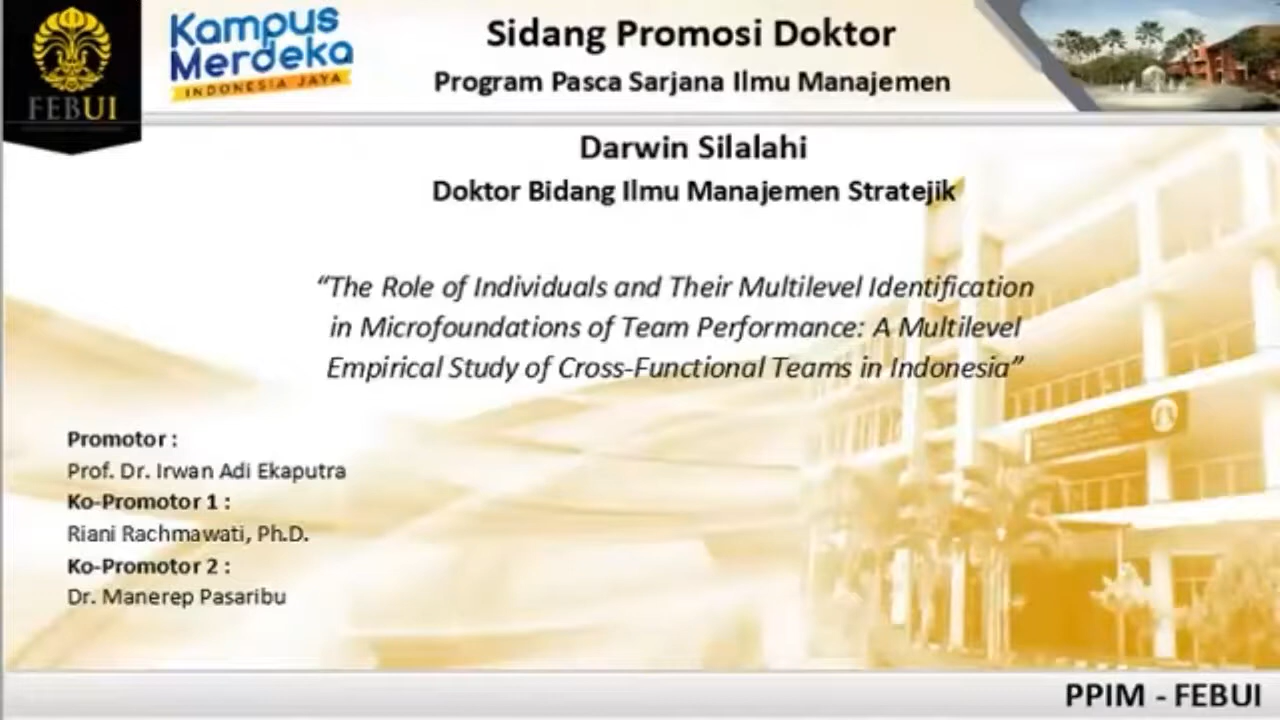 FEBUI
Kampus
Merdeka
INDONESIA JAYA
Sidang Promosi Doktor
Program Pasca Sarjana Ilmu Manajemen
Darwin Silalahi
Doktor Bidang Ilmu Manajemen Stratejik
“The Role of Individuals and Their Multilevel Identification
in Microfoundations of Team Performance: A Multilevel
Empirical Study of Cross-Functional Teams in Indonesia”
Promotor :
Prof. Dr. Irwan Adi Ekaputra
Ko-Promotor 1 :
Riani Rachmawati, Ph.D.
Ko-Promotor 2 :
Dr. Manerep Pasaribu
PPIM - FEBUI